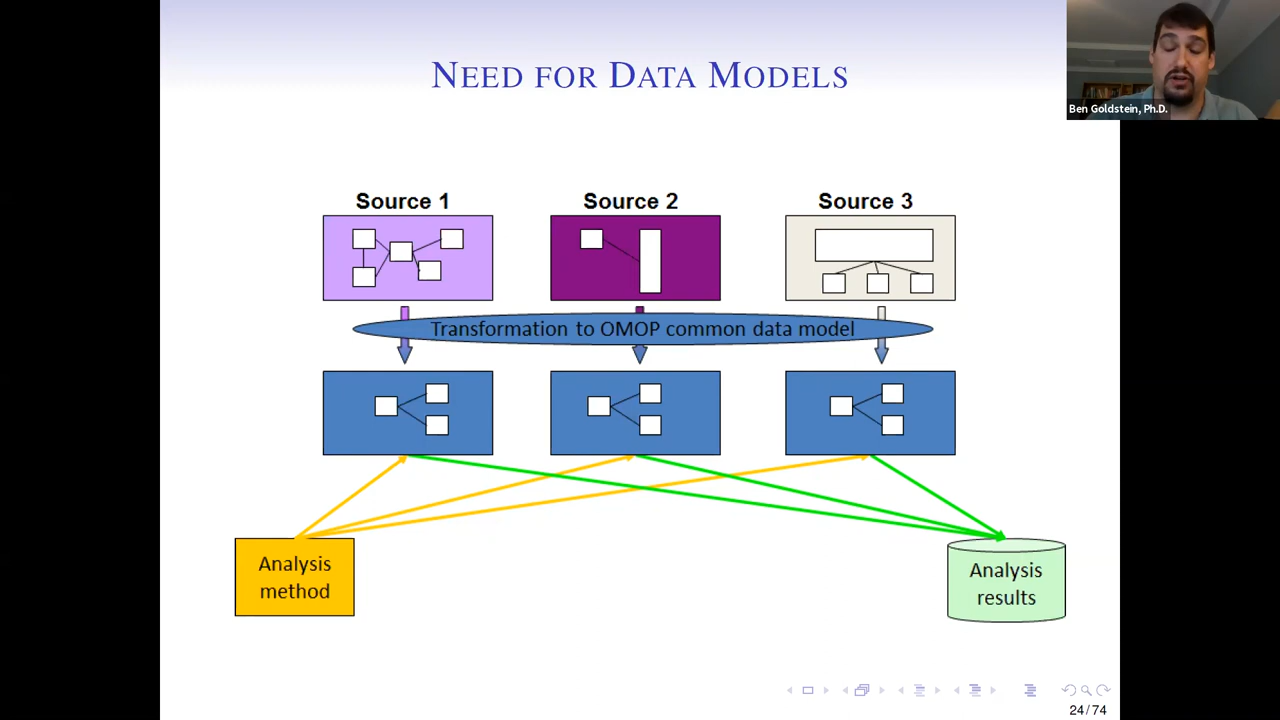 NEED FOR DATA MODELS
Ben Goldstein, Ph.D.
Source 1
Source 2
Source 3
Transformation to OMOP common data model
Analysis
method
Analysis
results
24 / 74